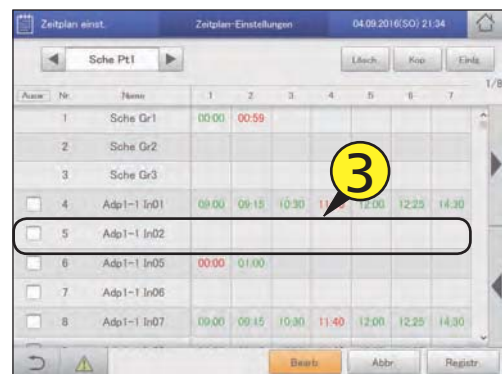 Zeitplan einst. Zeitplan-Einstellungen 04.09.2016(SO) 21:34
Sche Pt1 Lösch. Kop Einfg.
1/8
Ausw Nr. Name 1 2 3 4 5 6 7
1 Sche Gr1 00:00 00:59
2 Sche Gr2
3 Sche Gr3
3
4 Adp1-1 In01 09:00 09:15 10:30 12:00 12:25 14:30
5 Adp1-1 In02
6 Adp1-1 In05 00:00 01:00
7 Adp1-1 In06
8 Adp1-1 In07 09:00 09:15 10:30 11:40 12:00 12:25 14:30
Bearb Abbr. Registr.